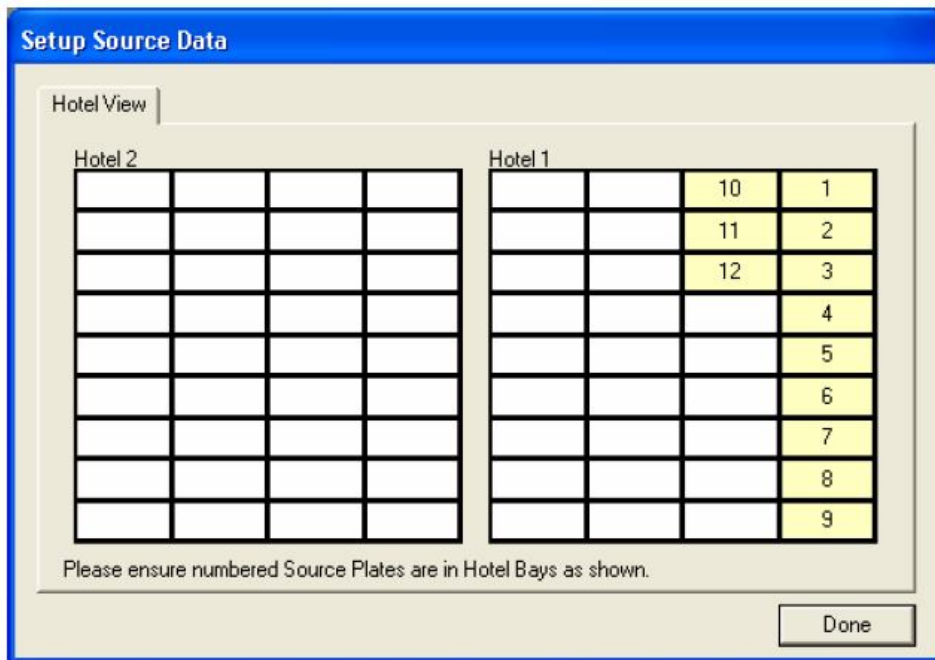 Setup Source Data
Hotel View
Hotel 2
Hotel 1
10 1
11 2
12 3
4
5
6
7
8
9
Please ensure numbered Source Plates are in Hotel Bays as shown.
Done